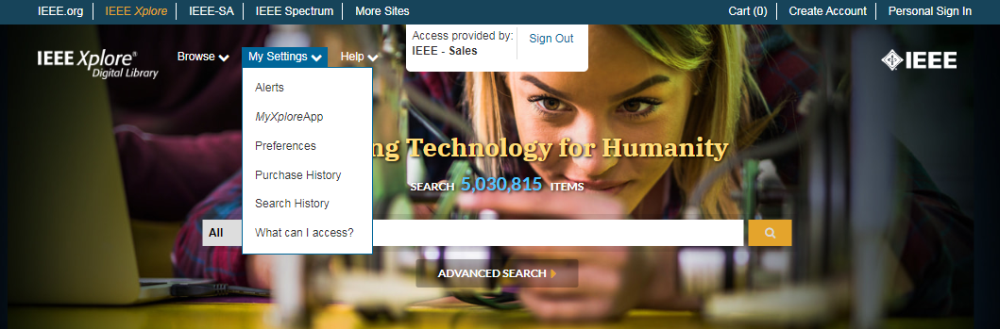 IEEE.org IEEE Xplore IEEE-SA IEEE Spectrum More Sites Cart (0) Create Account Personal Sign In
IEEE Xplore®
Digital Library
Browse My Settings Help
Access provided by:
IEEE - Sales
Sign Out
IEEE
Alerts
MyXploreApp
Preferences
Purchase History
Search History
What can I access?
ng Technology for Humanity
SEARCH 5,030,815 ITEMS
All
ADVANCED SEARCH